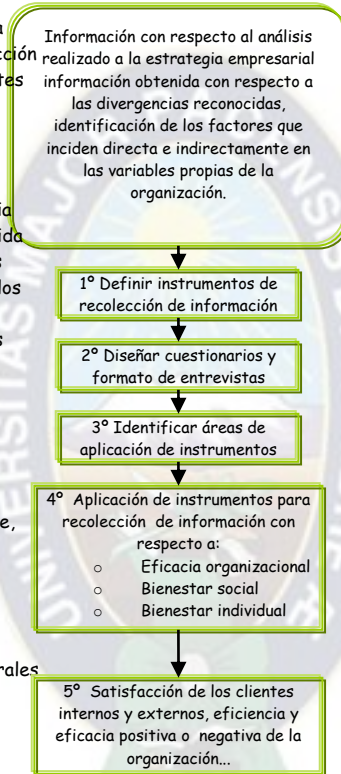 Información con respecto al análisis
realizado a la estrategia empresarial
información obtenida con respecto a
las divergencias reconocidas,
identificación de los factores que
inciden directa e indirectamente en
las variables propias de la
organización.
1º Definir instrumentos de
recolección de información
2º Diseñar cuestionarios y
formato de entrevistas
3º Identificar áreas de
aplicación de instrumentos
4º Aplicación de instrumentos para
recolección de información con
respecto a:
o Eficacia organizacional
o Bienestar social
o Bienestar individual
5º Satisfacción de los clientes
internos y externos, eficiencia y
eficacia positiva o negativa de la
organización...